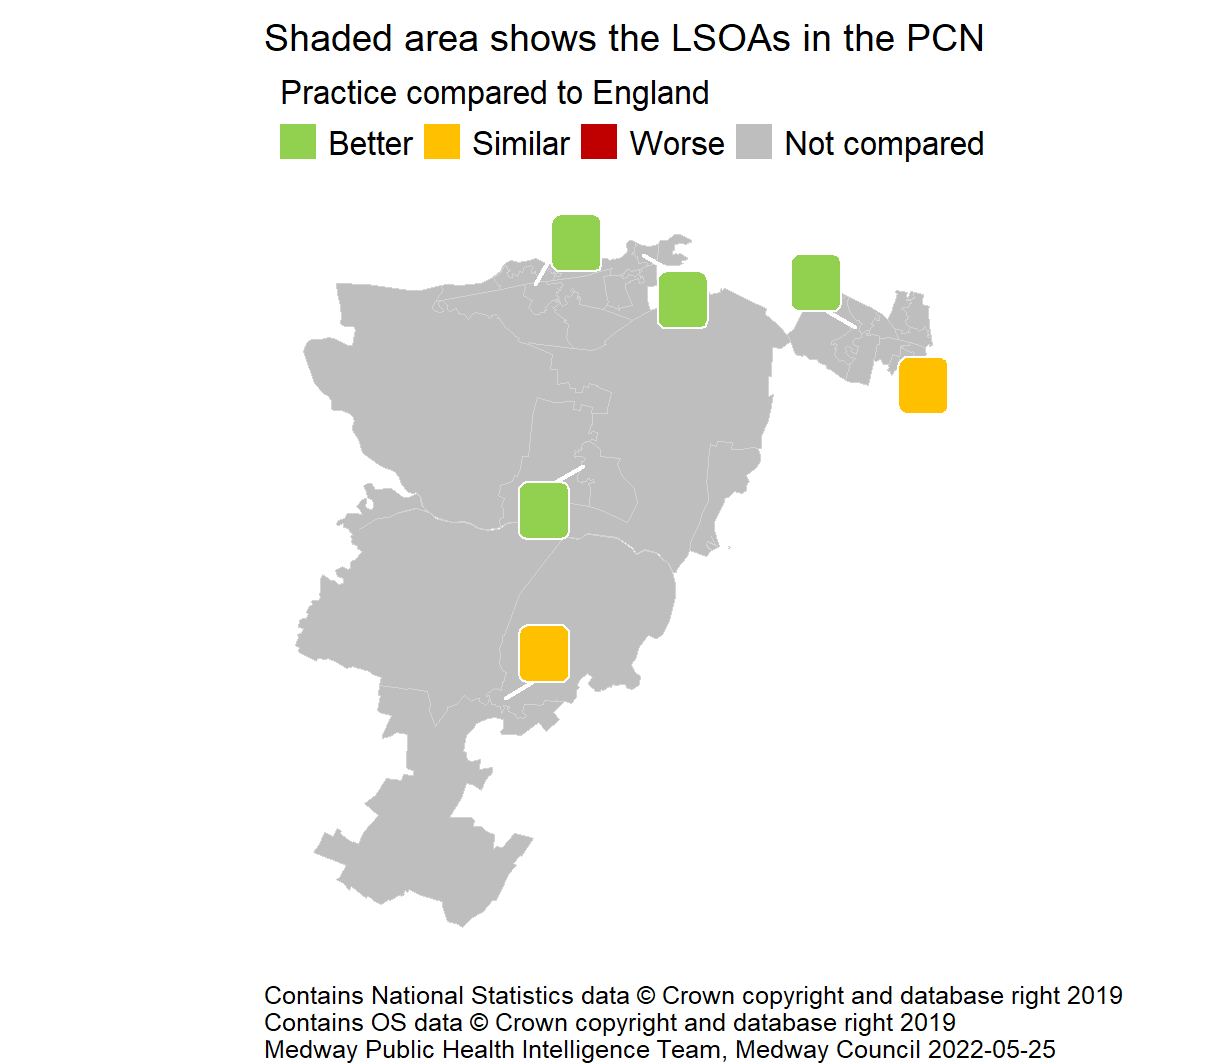 Shaded area shows the LSOAs in the PCN
Practice compared to England
Better Similar Worse Not compared
Contains National Statistics data © Crown copyright and database right 2019
Contains OS data © Crown copyright and database right 2019
Medway Public Health Intelligence Team, Medway Council 2022-05-25